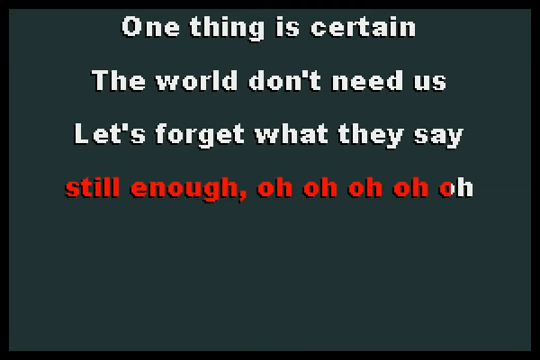 One thing is certain
The world don't need us
Let's forget what they say
still enough, oh oh oh oh oh